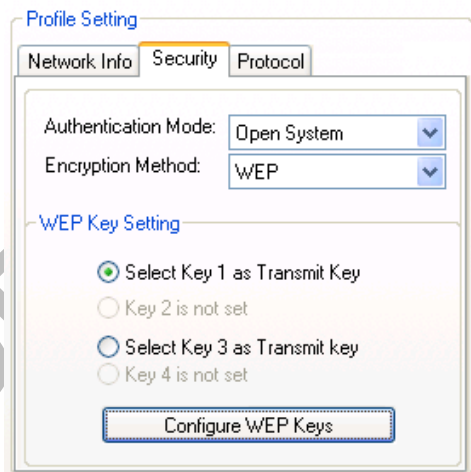 Profile Setting
Network Info Security Protocol
Authentication Mode: Open System
Encryption Method: WEP
WEP Key Setting
Select Key 1 as Transmit Key
Key 2 is not set
Select Key 3 as Transmit key
Key 4 is not set
Configure WEP Keys